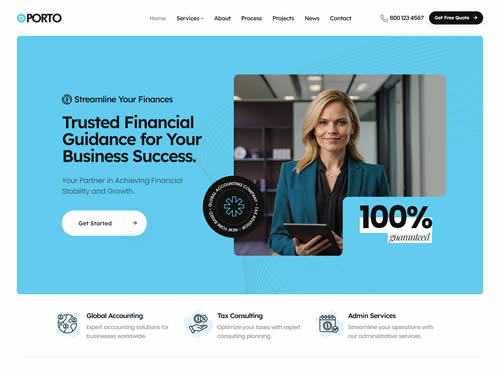 PORTO
Home Services About Process Projects News Contact
800 123 4567
Get Free Quote
Streamline Your Finances
Trusted Financial
Guidance for Your
Business Success.
Your Partner in Achieving Financial
Stability and Growth.
Get Started
GLOBAL ACCOUNTING COMPANY • TAX ADVISOR • NEW YORK BASED •
100%
guaranteed
Global Accounting
Expert accounting solutions for
businesses worldwide.
Tax Consulting
Optimize your taxes with expert
consulting planning.
Admin Services
Streamline your operations with
our administrative services.